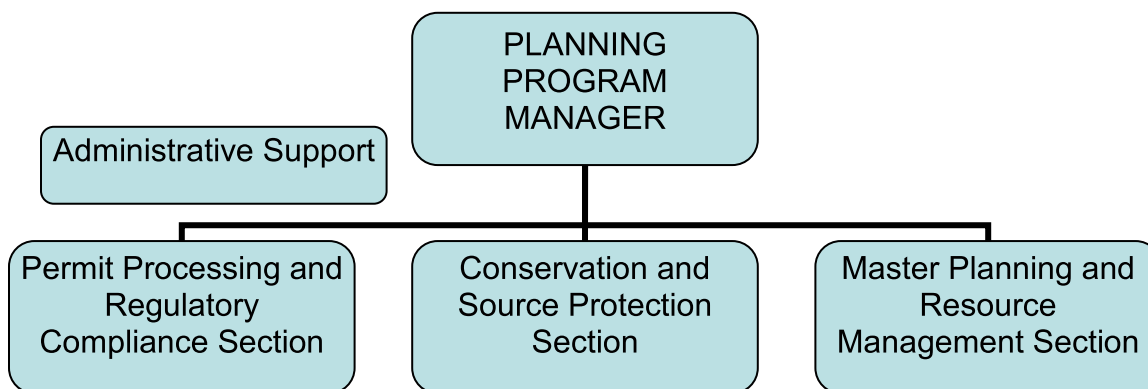 PLANNING
PROGRAM
MANAGER
Administrative Support
Permit Processing and
Regulatory
Compliance Section
Conservation and
Source Protection
Section
Master Planning and
Resource
Management Section